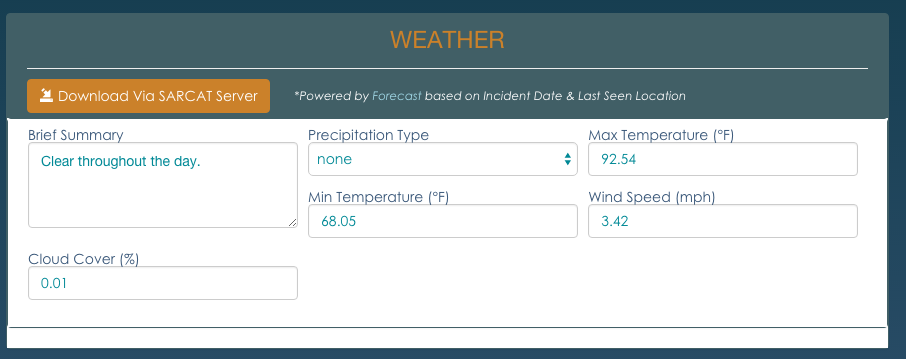 WEATHER
Download Via SARCAT Server
*Powered by Forecast based on Incident Date & Last Seen Location
Brief Summary
Clear throughout the day.
Precipitation Type
none
Max Temperature (°F)
92.54
Min Temperature (°F)
68.05
Wind Speed (mph)
3.42
Cloud Cover (%)
0.01